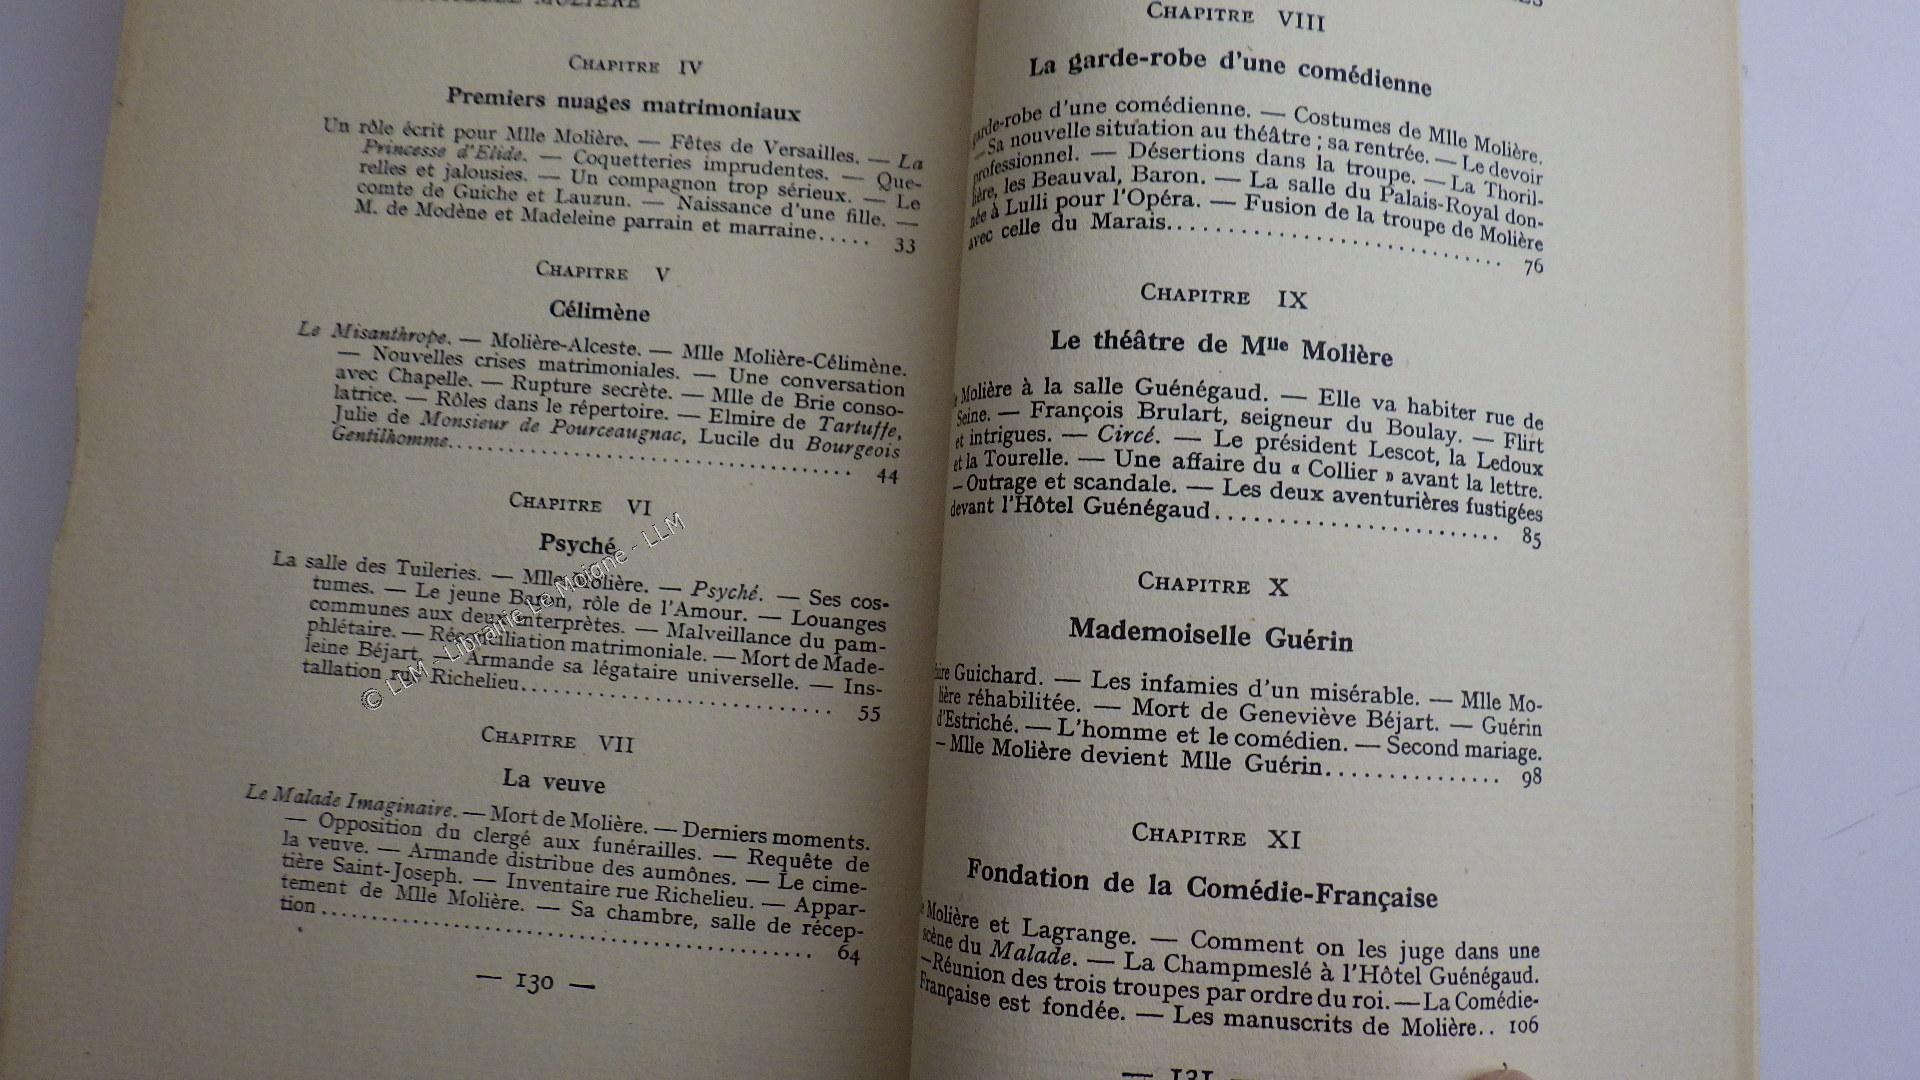 MOLIÈRE
CHAPITRE IV
Premiers nuages matrimoniaux
Un rôle écrit pour Mlle Molière. — Fêtes de Versailles. — La
Princesse d'Elide. — Coquetteries imprudentes. — Que-
relles et jalousies. — Un compagnon trop sérieux. — Le
comte de Guiche et Lauzun. — Naissance d'une fille. —
M. de Modène et Madeleine parrain et marraine..... 33
CHAPITRE V
Célimène
Le Misanthrope. — Molière-Alceste. — Mlle Molière-Célimène.
— Nouvelles crises matrimoniales. — Une conversation
avec Chapelle. — Rupture secrète. — Mlle de Brie conso-
latrice. — Rôles dans le répertoire. — Elmire de Tartuffe,
Julie de Monsieur de Pourceaugnac, Lucile du Bourgeois
Gentilhomme........................................ 44
CHAPITRE VI
Psyché
La salle des Tuileries. — Mlle Molière. — Psyché. — Ses cos-
tumes. — Le jeune Baron, rôle de l'Amour. — Louanges
communes aux deux interprètes. — Malveillance du pam-
phlétaire. — Réconciliation matrimoniale. — Mort de Made-
leine Béjart. — Armande sa légataire universelle. — Ins-
tallation rue Richelieu.............................. 55
CHAPITRE VII
La veuve
Le Malade Imaginaire. — Mort de Molière. — Derniers moments.
— Opposition du clergé aux funérailles. — Requête de
la veuve. — Armande distribue des aumônes. — Le cime-
tière Saint-Joseph. — Inventaire rue Richelieu. — Appar-
tement de Mlle Molière. — Sa chambre, salle de récep-
tion................................................ 64
— 130 —
CHAPITRE VIII
La garde-robe d'une comédienne
garde-robe d'une comédienne. — Costumes de Mlle Molière.
— Sa nouvelle situation au théâtre ; sa rentrée. — Le devoir
professionnel. — Désertions dans la troupe. — La Thoril-
lière, les Beauval, Baron. — La salle du Palais-Royal don-
née à Lulli pour l'Opéra. — Fusion de la troupe de Molière
avec celle du Marais................................ 76
CHAPITRE IX
Le théâtre de Mlle Molière
Molière à la salle Guénégaud. — Elle va habiter rue de
Seine. — François Brulart, seigneur du Boulay. — Flirt
et intrigues. — Circé. — Le président Lescot, la Ledoux
et la Tourelle. — Une affaire du « Collier » avant la lettre.
— Outrage et scandale. — Les deux aventurières fustigées
devant l'Hôtel Guénégaud......................... 85
CHAPITRE X
Mademoiselle Guérin
Guichard. — Les infamies d'un misérable. — Mlle Mo-
lière réhabilitée. — Mort de Geneviève Béjart. — Guérin
d'Estriché. — L'homme et le comédien. — Second mariage.
— Mlle Molière devient Mlle Guérin............... 98
CHAPITRE XI
Fondation de la Comédie-Française
Molière et Lagrange. — Comment on les juge dans une
scène du Malade. — La Champmeslé à l'Hôtel Guénégaud.
— Réunion des trois troupes par ordre du roi. — La Comédie-
Française est fondée. — Les manuscrits de Molière.. 106
— 131 —
© LLM - Librairie Le Moigne - LLM